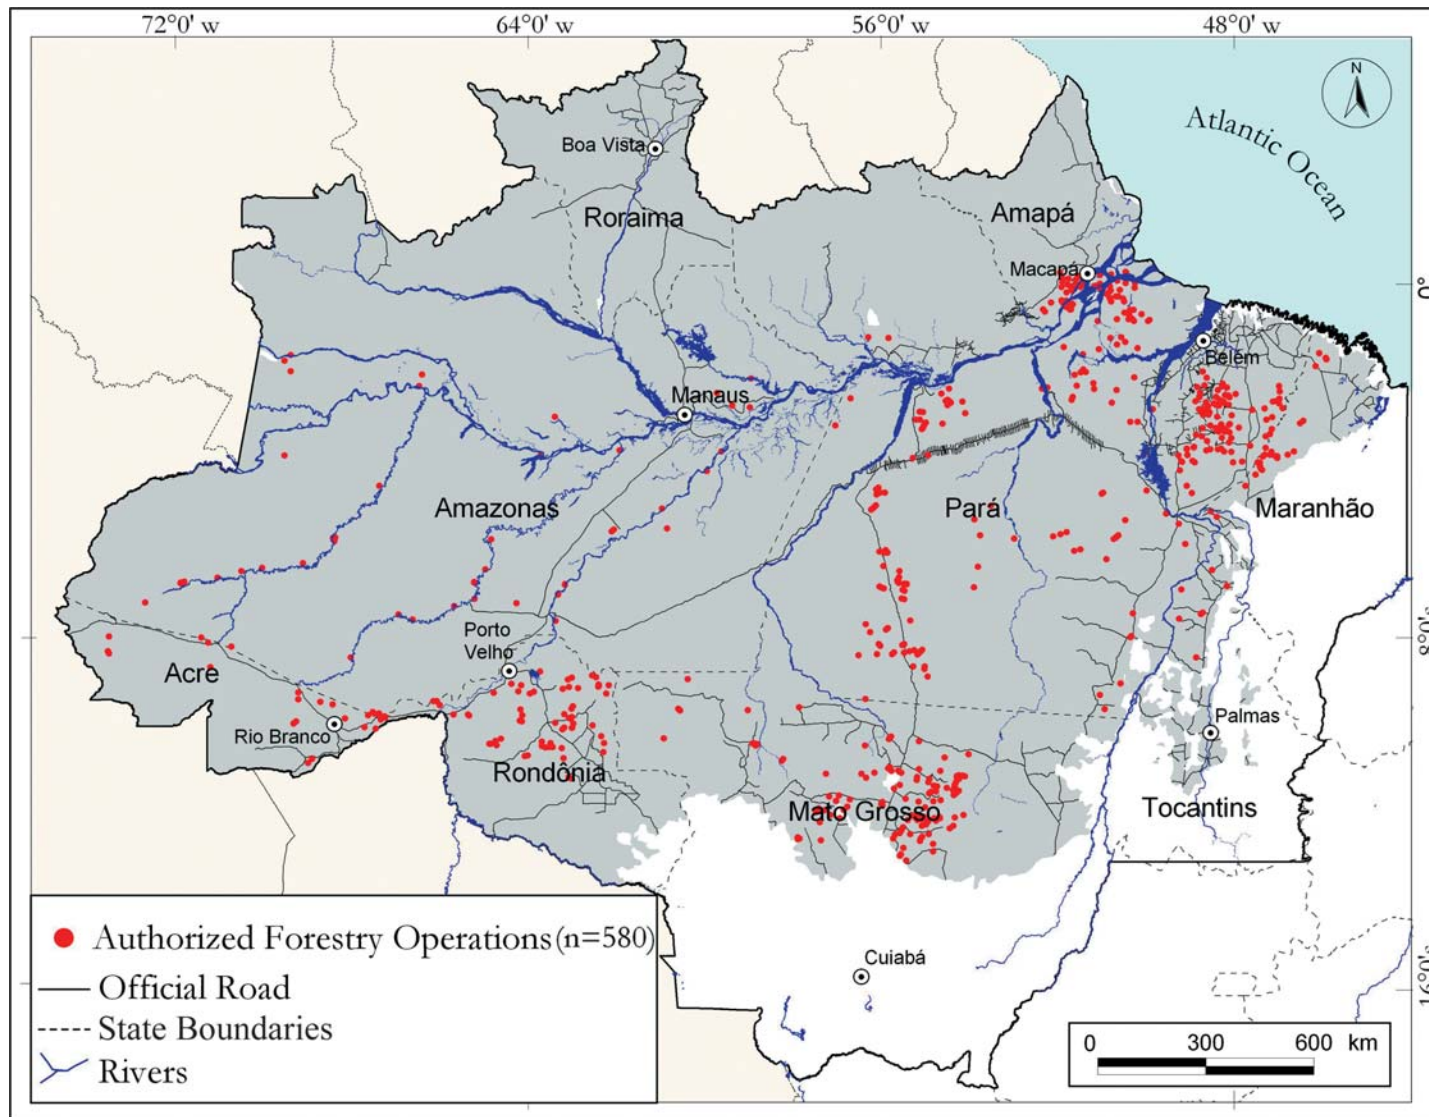 72°0' w 64°0' w 56°0' w 48°0' w
N
Atlantic Ocean
Boa Vista
Roraima
Amapá
Macapá
0°
Belém
Manaus
Amazonas
Pará
Maranhão
Porto
Velho
8°0's
Acre
Rio Branco
Palmas
Rondônia
Mato Grosso
Tocantins
Cuiabá
16°0's
Authorized Forestry Operations (n=580)
Official Road
State Boundaries
Rivers
0 300 600 km